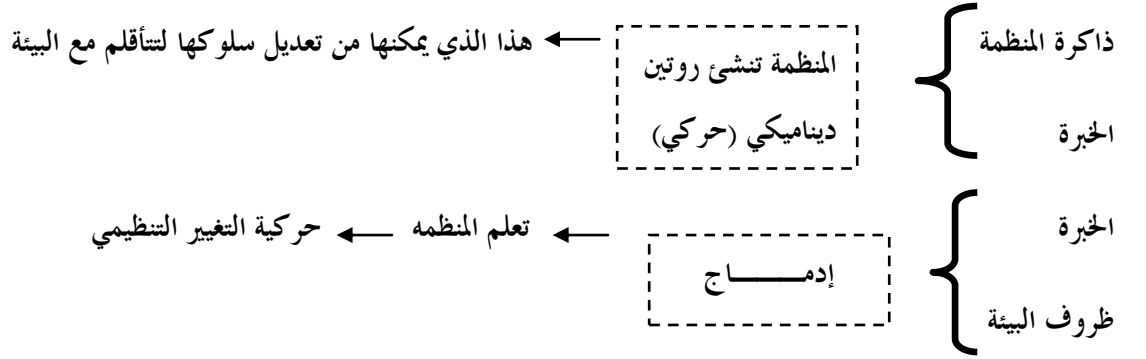 ذاكرة المنظمة
الخبرة
المنظمة تنشئ روتين
ديناميكي (حركي)
هذا الذي يمكنها من تعديل سلوكها لتتأقلم مع البيئة
الخبرة
ظروف البيئة
إدمــــــــاج
تعلم المنظمه
حركية التغيير التنظيمي